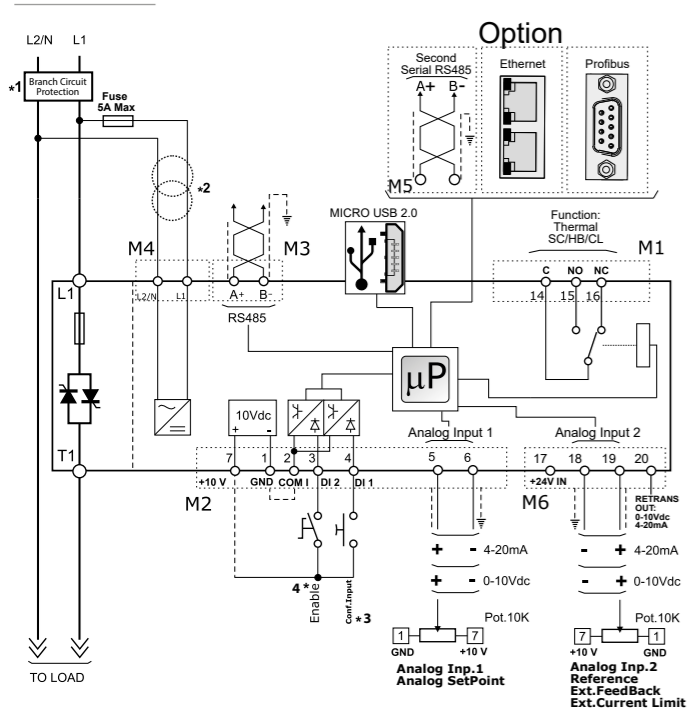 Option
L2/N L1
*1
Branch Circuit
Protection
Fuse
5A Max
*2
Second
Serial RS485
A+ B-
M5
Ethernet
Profibus
MICRO USB 2.0
Function:
Thermal
SC/HB/CL
M4
M3
M1
C NO NC
14 15 16
L1
L2/N L1
A+ B-
RS485
µP
10Vdc
+ -
T1
Analog Input 1
Analog Input 2
7 1 2 3 4 5 6
17 18 19 20
+10 V GND COM I DI 2 DI 1
+24V IN
M2
M6
RETRANS
OUT:
0-10Vdc
4-20mA
+ - 4-20mA
- + 4-20mA
+ - 0-10Vdc
- + 0-10Vdc
4*
Enable
Conf.Input
*3
Pot.10K
1 7
GND +10 V
Pot.10K
7 1
+10 V GND
TO LOAD
Analog Inp.1
Analog SetPoint
Analog Inp.2
Reference
Ext.FeedBack
Ext.Current Limit